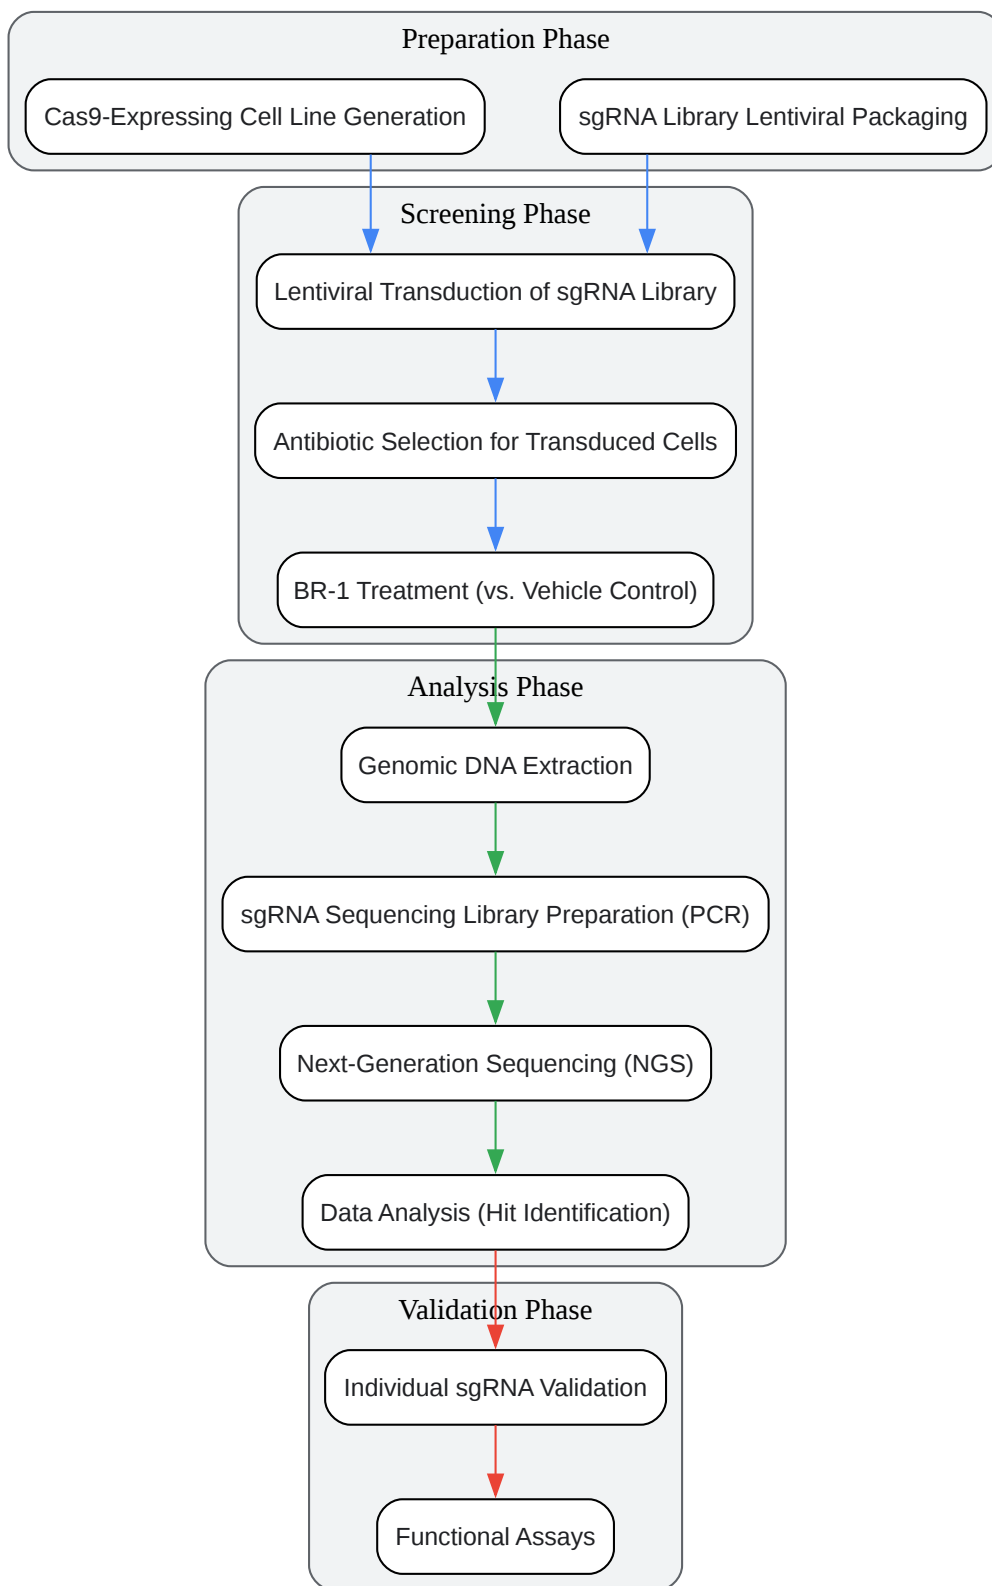 Preparation Phase
Cas9-Expressing Cell Line Generation
sgRNA Library Lentiviral Packaging
Screening Phase
Lentiviral Transduction of sgRNA Library
Antibiotic Selection for Transduced Cells
BR-1 Treatment (vs. Vehicle Control)
Analysis Phase
Genomic DNA Extraction
sgRNA Sequencing Library Preparation (PCR)
Next-Generation Sequencing (NGS)
Data Analysis (Hit Identification)
Validation Phase
Individual sgRNA Validation
Functional Assays